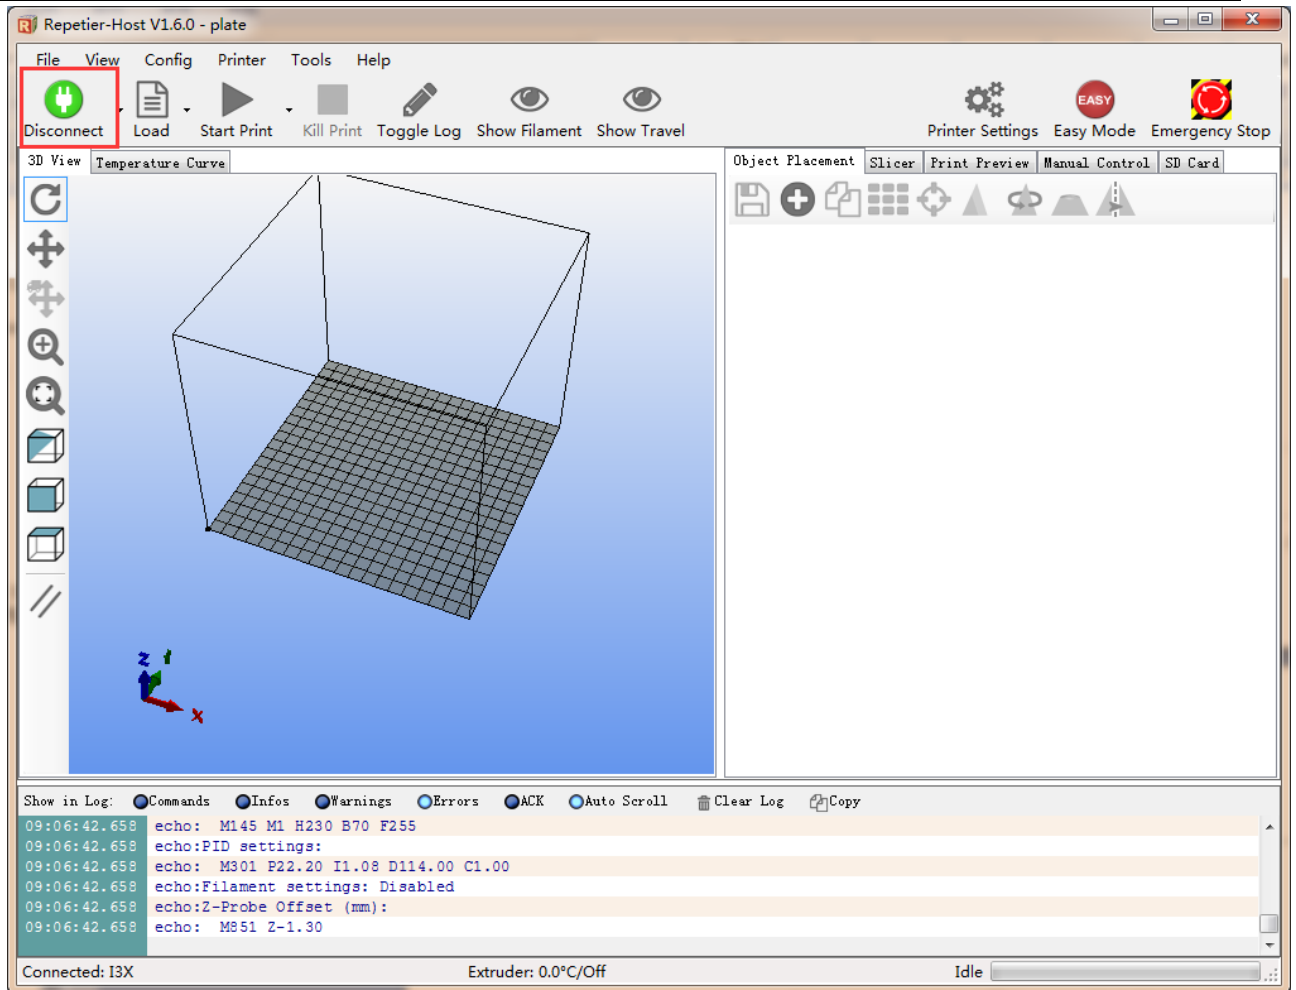 Repetier-Host V1.6.0 - plate
File View Config Printer Tools Help
EASY
Disconnect Load Start Print Kill Print Toggle Log Show Filament Show Travel Printer Settings Easy Mode Emergency Stop
3D View Temperature Curve
Object Placement Slicer Print Preview Manual Control SD Card
Z Y
X
Show in Log: Commands Infos Warnings Errors ACK Auto Scroll Clear Log Copy
09:06:42.658 echo: M145 M1 H230 B70 F255
09:06:42.658 echo:PID settings:
09:06:42.658 echo: M301 P22.20 I1.08 D114.00 C1.00
09:06:42.658 echo:Filament settings: Disabled
09:06:42.658 echo:Z-Probe Offset (mm):
09:06:42.658 echo: M851 Z-1.30
Connected: I3X Extruder: 0.0°C/Off Idle